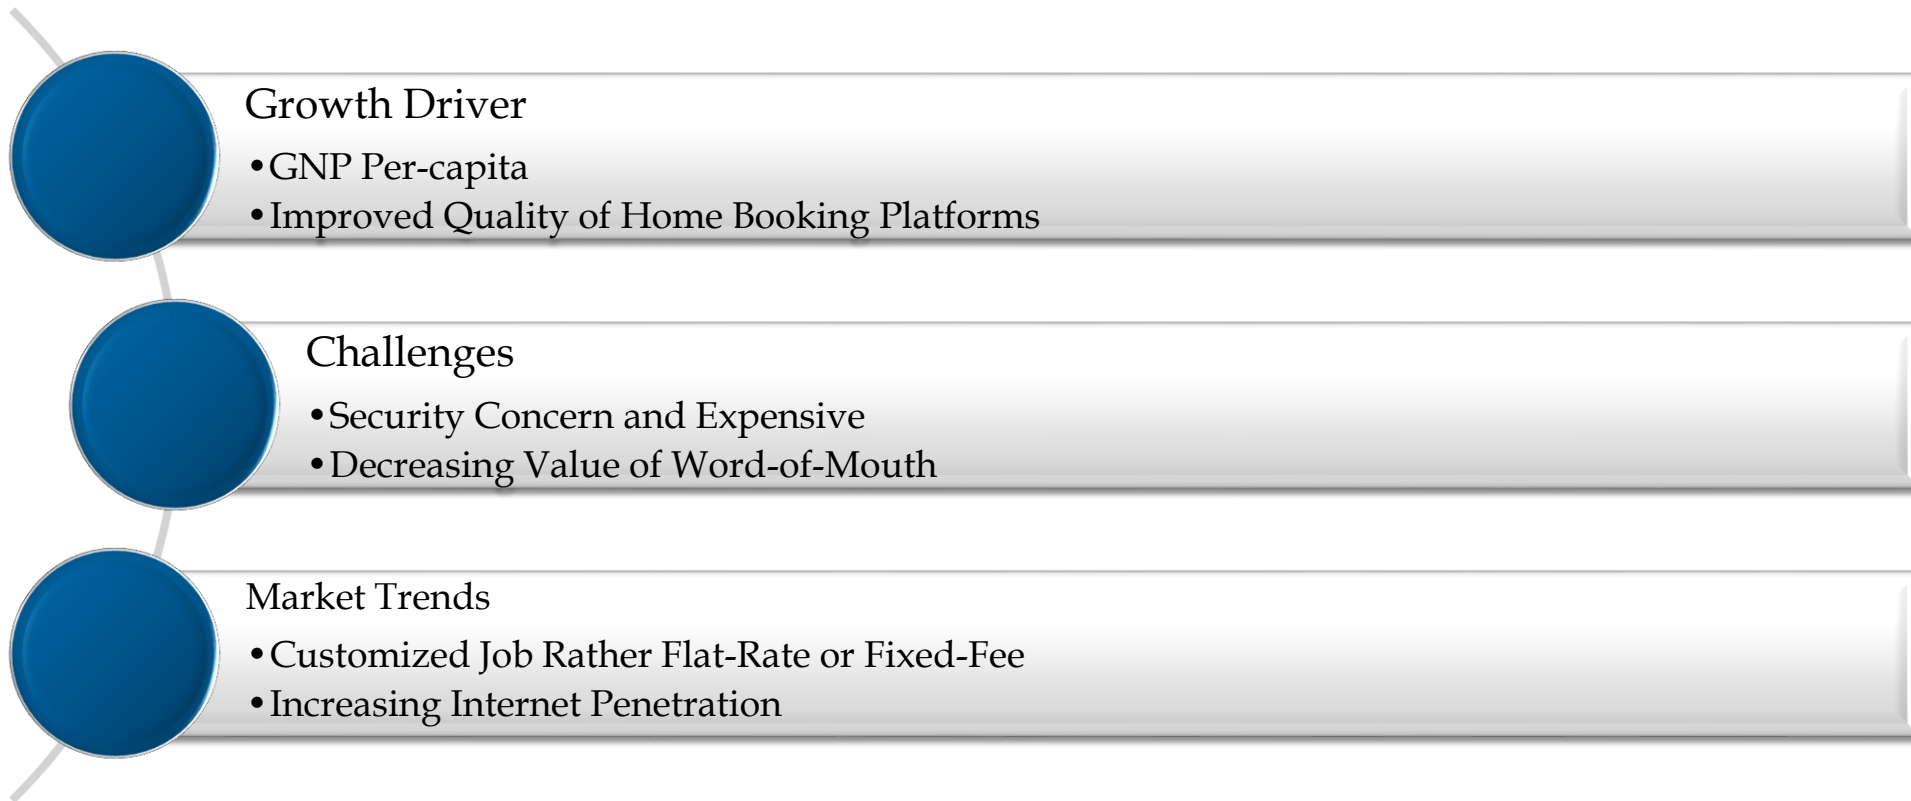 Growth Driver
•GNP Per-capita
•Improved Quality of Home Booking Platforms
Challenges
•Security Concern and Expensive
•Decreasing Value of Word-of-Mouth
Market Trends
•Customized Job Rather Flat-Rate or Fixed-Fee
•Increasing Internet Penetration